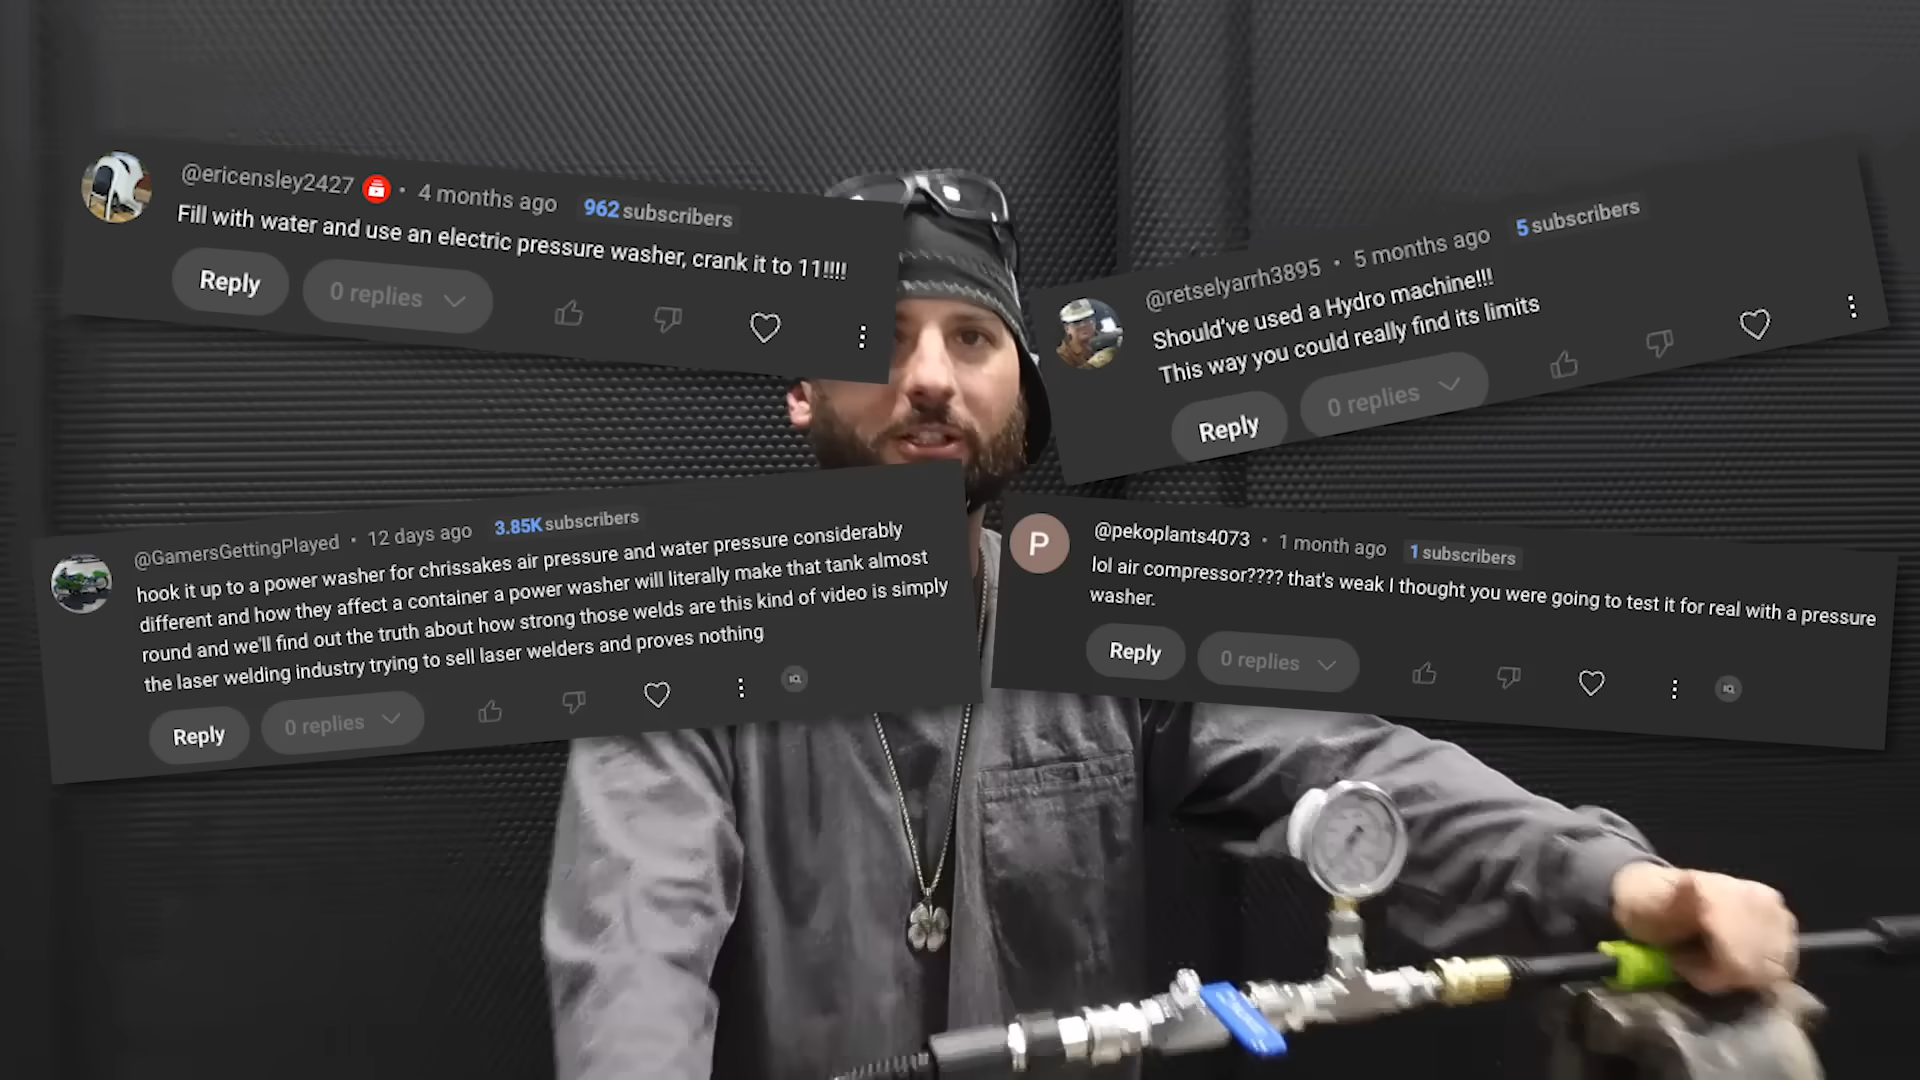 @ericensley2427 • 4 months ago 962 subscribers
Fill with water and use an electric pressure washer, crank it to 11!!!!
Reply 0 replies
@retselyarrh3895 • 5 months ago 5 subscribers
Should've used a Hydro machine!!!
This way you could really find its limits
Reply 0 replies
@GamersGettingPlayed • 12 days ago 3.85K subscribers
hook it up to a power washer for chrissakes air pressure and water pressure considerably
different and how they affect a container a power washer will literally make that tank almost
round and we'll find out the truth about how strong those welds are this kind of video is simply
the laser welding industry trying to sell laser welders and proves nothing
Reply 0 replies
P
@pekoplants4073 • 1 month ago 1 subscribers
lol air compressor???? that's weak I thought you were going to test it for real with a pressure
washer.
Reply 0 replies